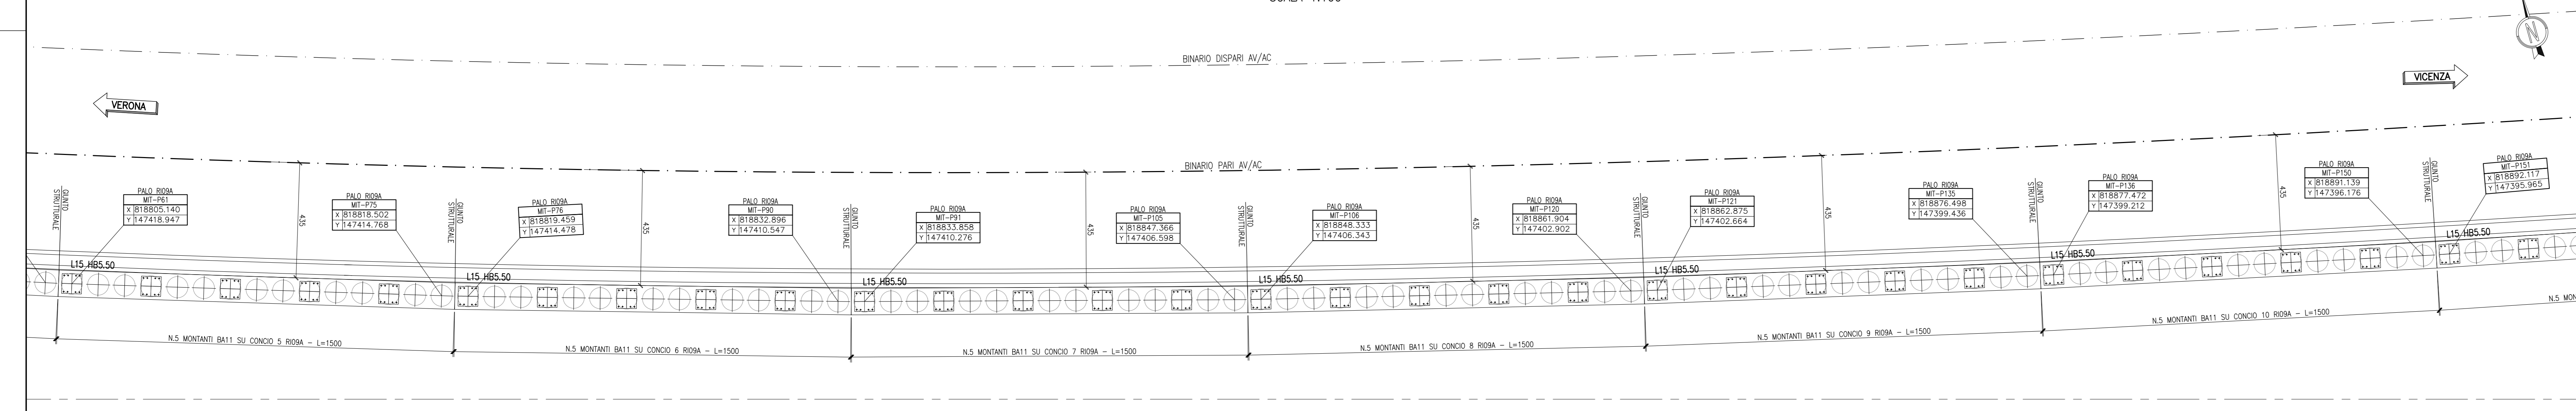 BINARIO DISPARI AV/AC
N
VERONA
VICENZA
BINARIO PARI AV/AC
GIUNTO
STRUTTURALE
PALO RI09A
MIT-P61
X 818805.140
Y 147418.947
435
PALO RI09A
MIT-P75
X 818818.502
Y 147414.768
GIUNTO
STRUTTURALE
PALO RI09A
MIT-P76
X 818819.459
Y 147414.478
435
PALO RI09A
MIT-P90
X 818832.896
Y 147410.547
GIUNTO
STRUTTURALE
PALO RI09A
MIT-P91
X 818833.858
Y 147410.276
435
PALO RI09A
MIT-P105
X 818847.366
Y 147406.598
GIUNTO
STRUTTURALE
PALO RI09A
MIT-P106
X 818848.333
Y 147406.343
435
PALO RI09A
MIT-P120
X 818861.904
Y 147402.902
GIUNTO
STRUTTURALE
PALO RI09A
MIT-P121
X 818862.875
Y 147402.664
435
PALO RI09A
MIT-P135
X 818876.498
Y 147399.436
GIUNTO
STRUTTURALE
PALO RI09A
MIT-P136
X 818877.472
Y 147399.212
435
PALO RI09A
MIT-P150
X 818891.139
Y 147396.176
GIUNTO
STRUTTURALE
PALO RI09A
MIT-P151
X 818892.117
Y 147395.965
L15 HB5.50
L15 HB5.50
L15 HB5.50
L15 HB5.50
L15 HB5.50
L15 HB5.50
L15 HB5.50
N.5 MONTANTI BA11 SU CONCIO 5 RI09A - L=1500
N.5 MONTANTI BA11 SU CONCIO 6 RI09A - L=1500
N.5 MONTANTI BA11 SU CONCIO 7 RI09A - L=1500
N.5 MONTANTI BA11 SU CONCIO 8 RI09A - L=1500
N.5 MONTANTI BA11 SU CONCIO 9 RI09A - L=1500
N.5 MONTANTI BA11 SU CONCIO 10 RI09A - L=1500
N.5